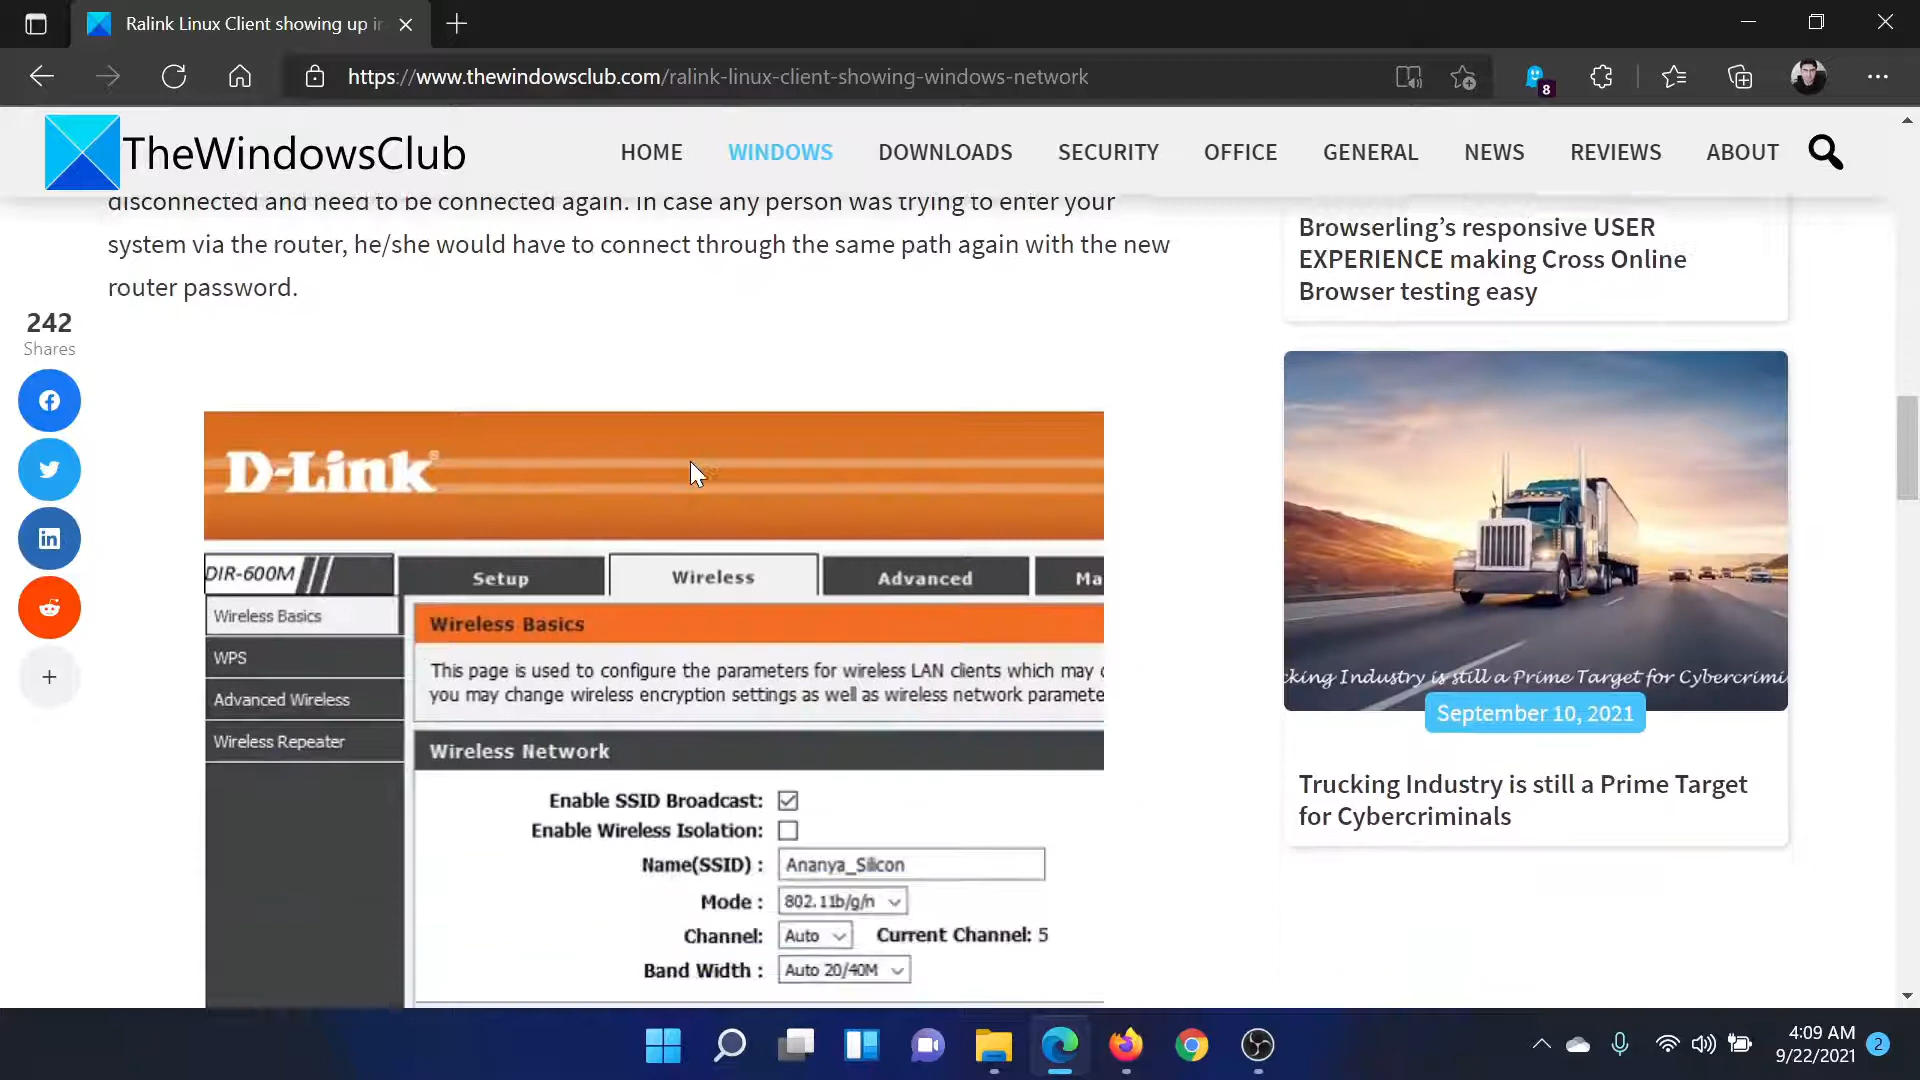 Ralink Linux Client showing up i
https://www.thewindowsclub.com/ralink-linux-client-showing-windows-network
8
TheWindowsClub
HOME
WINDOWS
DOWNLOADS
SECURITY
OFFICE
GENERAL
NEWS
REVIEWS
ABOUT
disconnected and need to be connected again. In case any person was trying to enter your
system via the router, he/she would have to connect through the same path again with the new
router password.
242
Shares
D-Link®
DIR-600M
Setup
Wireless
Advanced
Ma
Wireless Basics
WPS
Advanced Wireless
Wireless Repeater
Wireless Basics
This page is used to configure the parameters for wireless LAN clients which may
you may change wireless encryption settings as well as wireless network paramete
Wireless Network
Enable SSID Broadcast:
Enable Wireless Isolation:
Name(SSID) : Ananya_Silicon
Mode : 802.11b/g/n
Channel: Auto Current Channel: 5
Band Width : Auto 20/40M
Browserling’s responsive USER
EXPERIENCE making Cross Online
Browser testing easy
cking Industry is still a Prime Target for Cybercrimi
September 10, 2021
Trucking Industry is still a Prime Target
for Cybercriminals
4:09 AM
9/22/2021
2